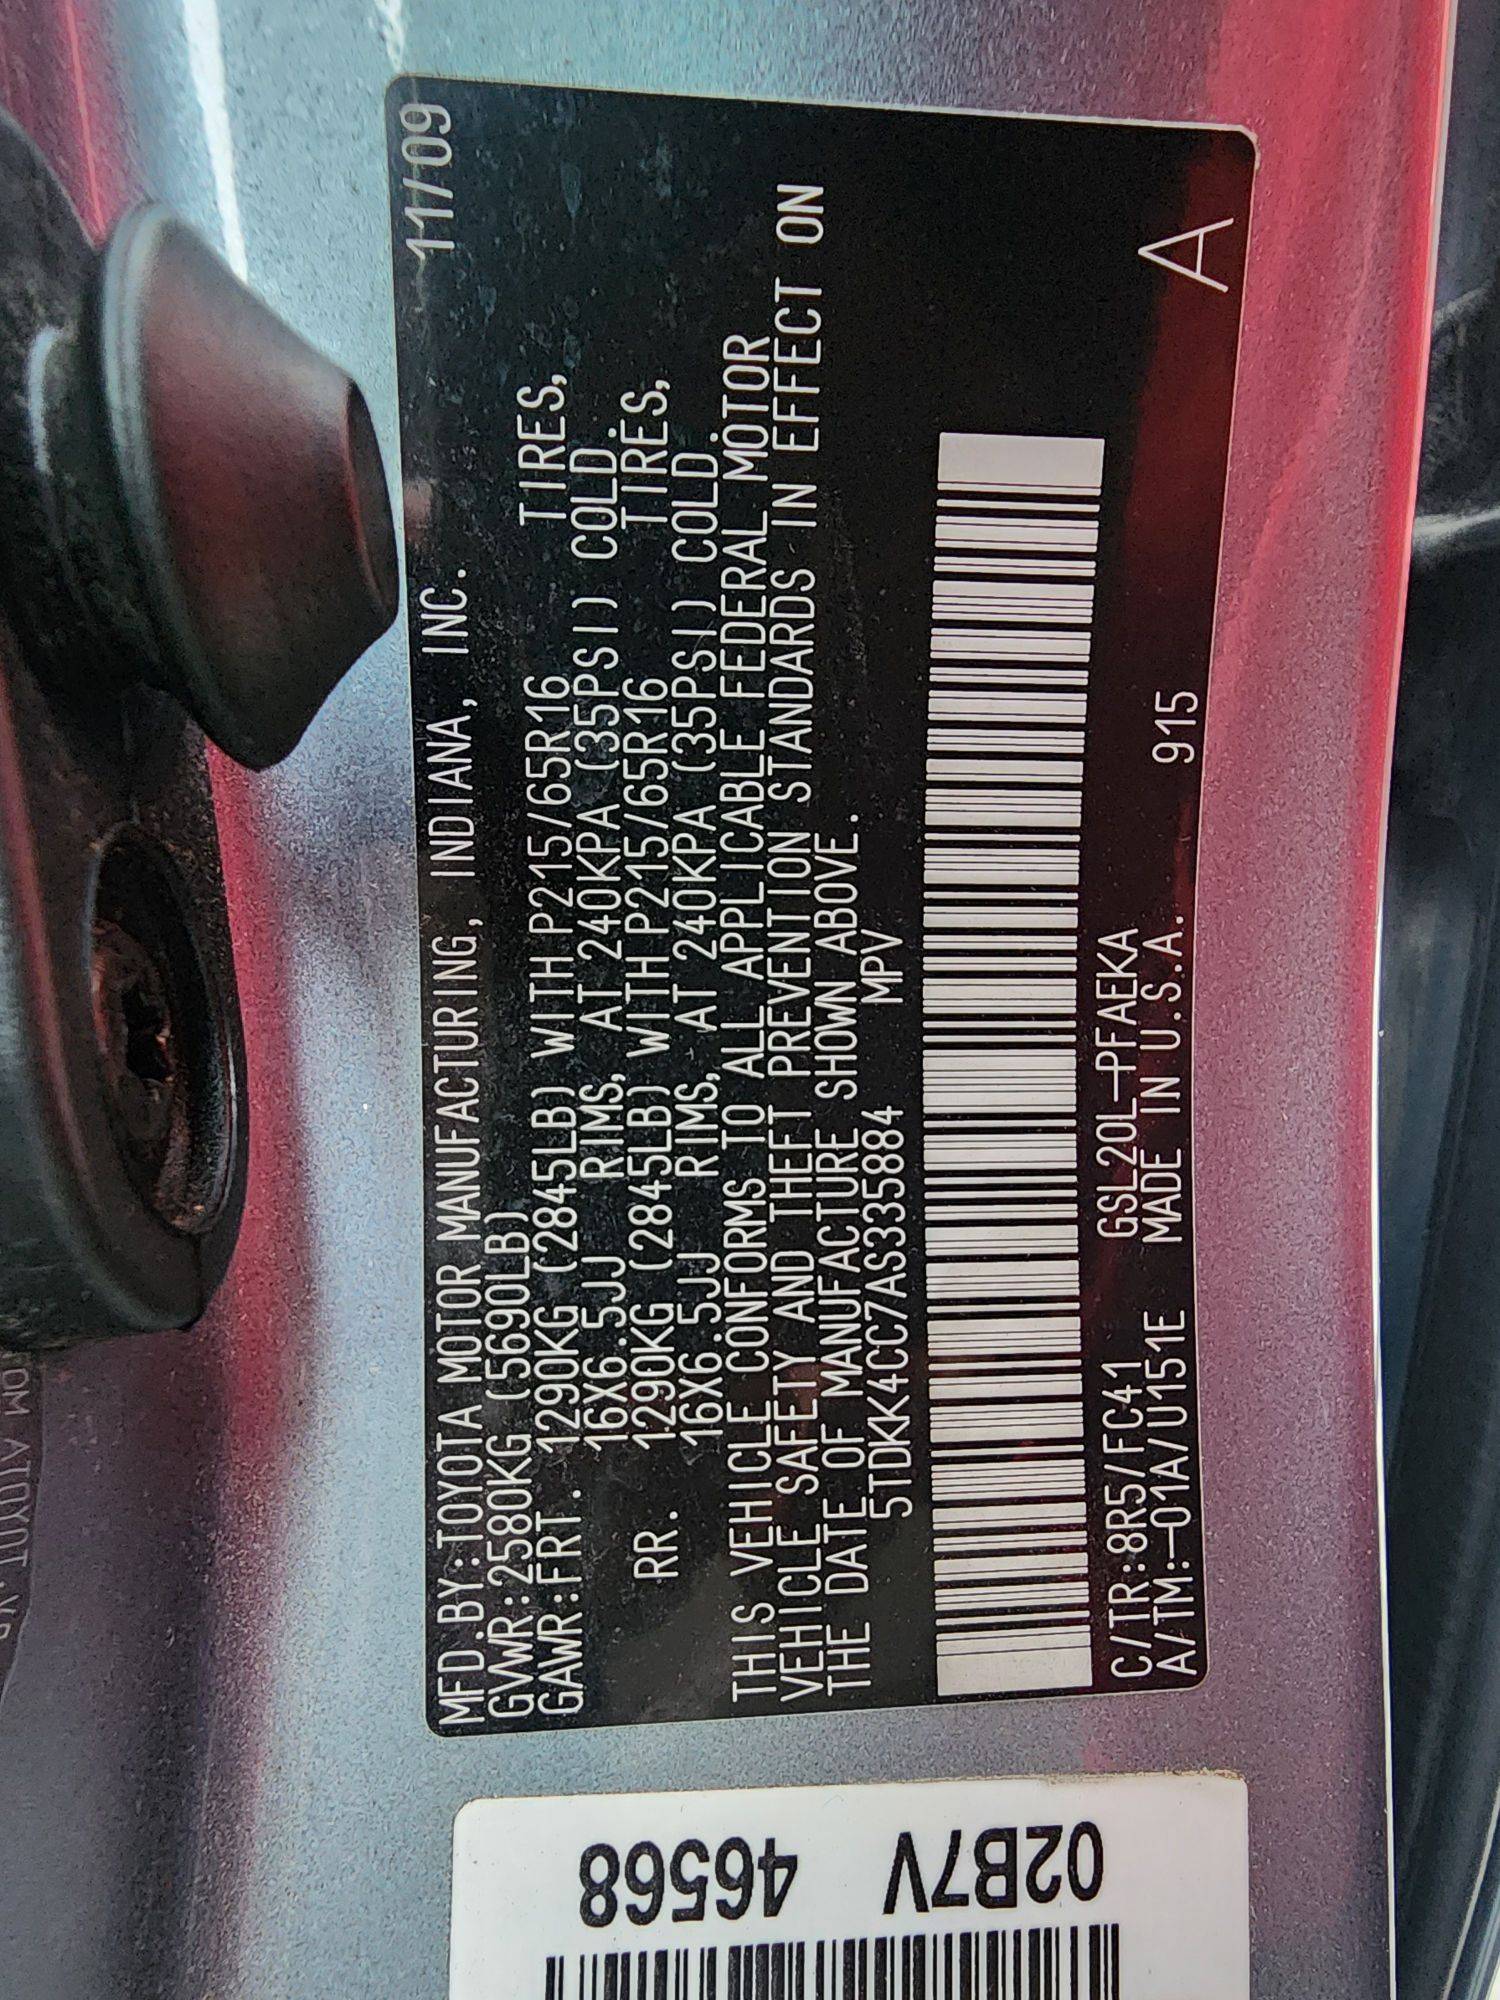 MFD.BY:TOYOTA MOTOR MANUFACTURING, INDIANA, INC. 11/09
GVWR:2580KG (5690LB)
GAWR:FRT. 1290KG (2845LB) WITH P215/65R16 TIRES,
16X6.5JJ RIMS, AT 240KPA (35PSI) COLD.
RR. 1290KG (2845LB) WITH P215/65R16 TIRES,
16X6.5JJ RIMS, AT 240KPA (35PSI) COLD.
THIS VEHICLE CONFORMS TO ALL APPLICABLE FEDERAL MOTOR
VEHICLE SAFETY AND THEFT PREVENTION STANDARDS IN EFFECT ON
THE DATE OF MANUFACTURE SHOWN ABOVE.
5TDKK4CC7AS335884 MPV
C/TR:8R5/FC41 GSL20L-PFAEKA
A/TM:-01A/U151E MADE IN U.S.A. 915 A
02B7V 46568